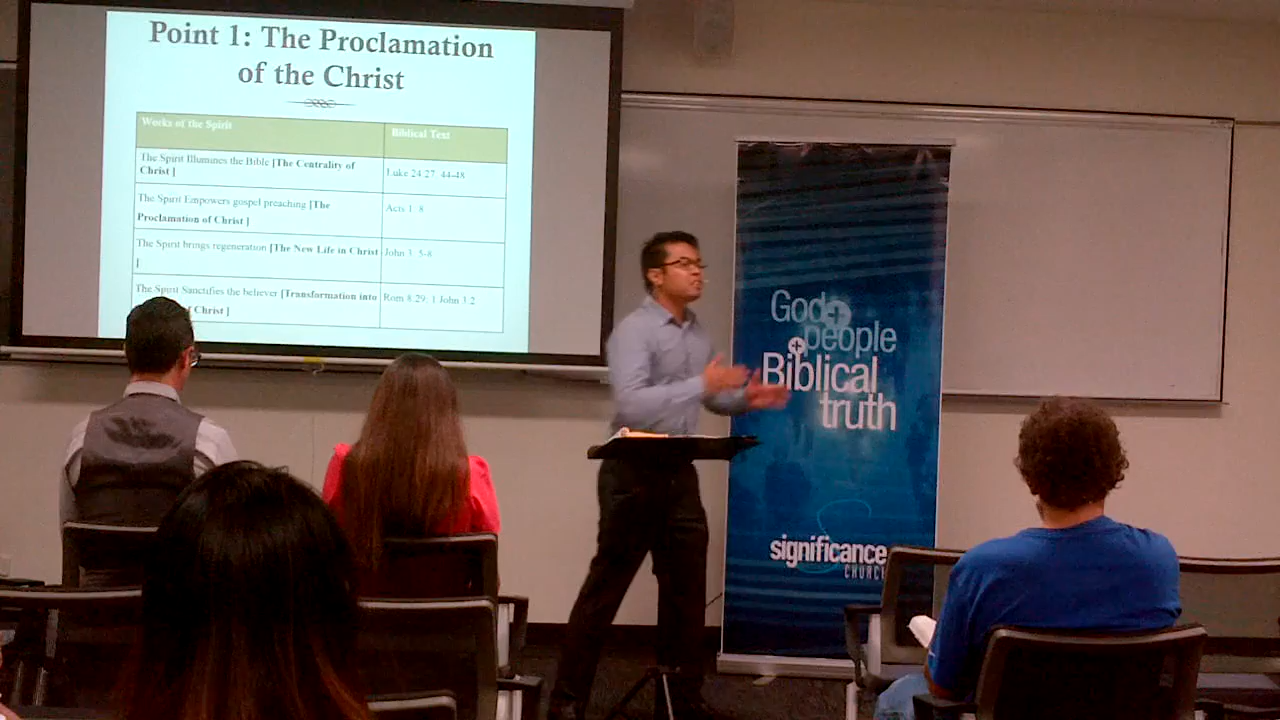 Point 1: The Proclamation
of the Christ
Works of the Spirit
Biblical Text
The Spirit Illumines the Bible [The Centrality of
Christ ]
Luke 24:27, 44-48
The Spirit Empowers gospel preaching [The
Proclamation of Christ ]
Acts 1:8
The Spirit brings regeneration [The New Life in Christ
]
John 3:5-8
The Spirit Sanctifies the believer [Transformation into
Christ ]
Rom 8:29; 1 John 3:2
God+
people
+
Biblical
truth
significance
CHURCH